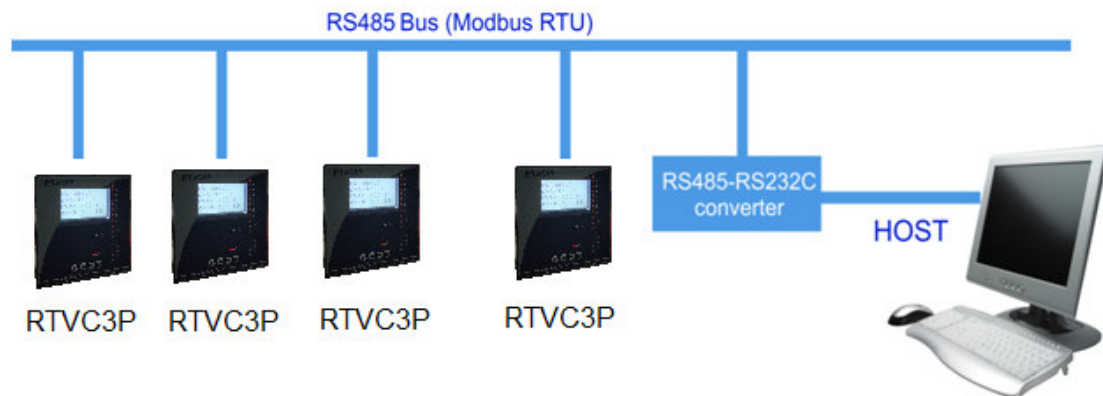 RS485 Bus (Modbus RTU)
RS485-RS232C
converter
HOST
RTVC3P
RTVC3P
RTVC3P
RTVC3P